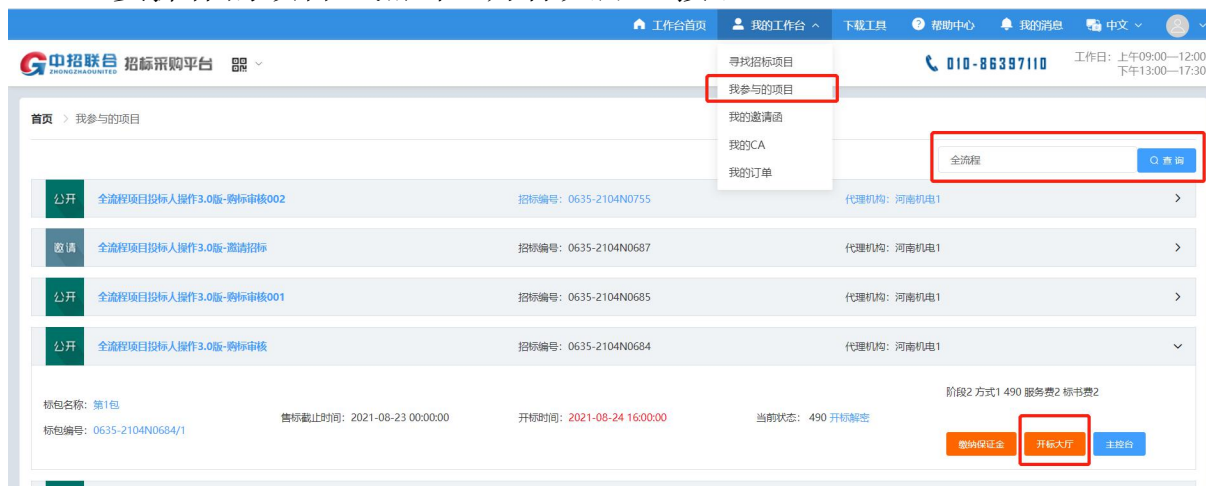 工作台首页 我的工作台 下载工具 帮助中心 我的消息 中文
中招联合 招标采购平台
ZHONGZHAOUNITED
010-86397110
工作日：上午09:00—12:00
下午13:00—17:30
寻找招标项目
我参与的项目
我的邀请函
我的CA
我的订单
首页 > 我参与的项目
全流程 查询
公开 全流程项目投标人操作3.0版-购标审核002 招标编号：0635-2104N0755 代理机构：河南机电1
邀请 全流程项目投标人操作3.0版-邀请招标 招标编号：0635-2104N0687 代理机构：河南机电1
公开 全流程项目投标人操作3.0版-购标审核001 招标编号：0635-2104N0685 代理机构：河南机电1
公开 全流程项目投标人操作3.0版-购标审核 招标编号：0635-2104N0684 代理机构：河南机电1
阶段2 方式1 490 服务费2 标书费2
标包名称：第1包
售标截止时间：2021-08-23 00:00:00 开标时间：2021-08-24 16:00:00 当前状态：490 开标解密
标包编号：0635-2104N0684/1
缴纳保证金 开标大厅 主控台